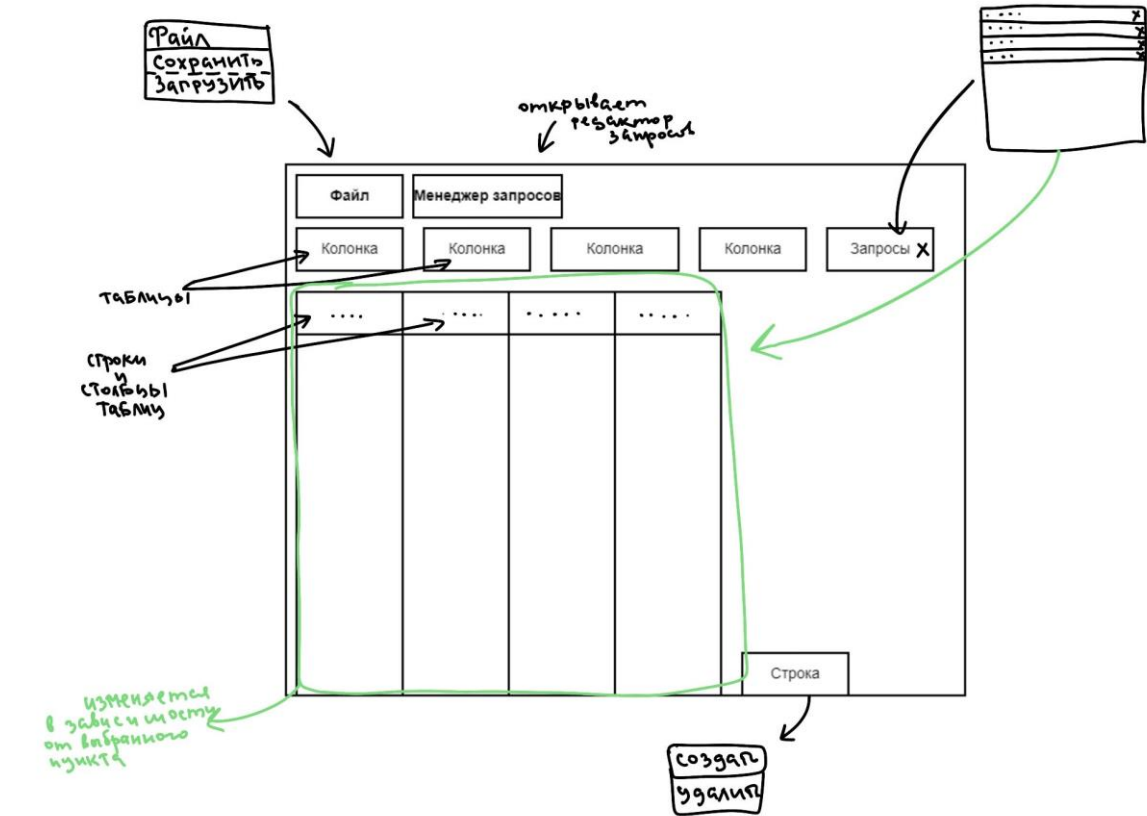 Файл
Сохранить
Загрузить
открывает
редактор
запросов
Файл
Менеджер запросов
Колонка
Колонка
Колонка
Колонка
Запросы X
таблицы
строки
и
столбцы
таблиц
Строка
изменяется
в зависимости
от выбранного
пункта
создать
удалить